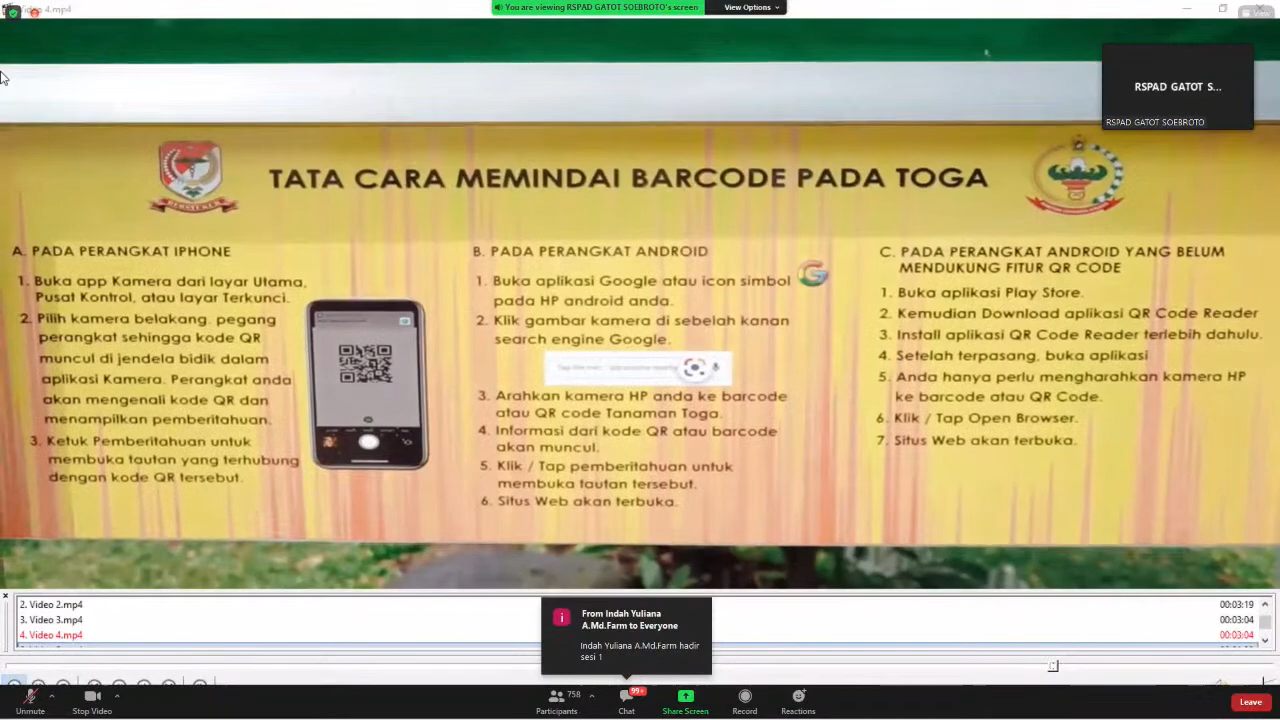 Video 4.mp4
You are viewing RSPAD GATOT SOEBROTO's screen
View Options
View
RSPAD GATOT S...
RSPAD GATOT SOEBROTO
TATA CARA MEMINDAI BARCODE PADA TOGA
A. PADA PERANGKAT IPHONE
1. Buka app Kamera dari layar Utama,
Pusat Kontrol, atau layar Terkunci.
2. Pilih kamera belakang. pegang
perangkat sehingga kode QR
muncul di jendela bidik dalam
aplikasi Kamera. Perangkat anda
akan mengenali kode QR dan
menampilkan pemberitahuan.
3. Ketuk Pemberitahuan untuk
membuka tautan yang terhubung
dengan kode QR tersebut.
B. PADA PERANGKAT ANDROID
1. Buka aplikasi Google atau icon simbol
pada HP android anda.
2. Klik gambar kamera di sebelah kanan
search engine Google.
3. Arahkan kamera HP anda ke barcode
atau QR code Tanaman Toga.
4. Informasi dari kode QR atau barcode
akan muncul.
5. Klik / Tap pemberitahuan untuk
membuka tautan tersebut.
6. Situs Web akan terbuka.
C. PADA PERANGKAT ANDROID YANG BELUM
MENDUKUNG FITUR QR CODE
1. Buka aplikasi Play Store.
2. Kemudian Download aplikasi QR Code Reader
3. Install aplikasi QR Code Reader terlebih dahulu.
4. Setelah terpasang, buka aplikasi
5. Anda hanya perlu mengharahkan kamera HP
ke barcode atau QR Code.
6. Klik / Tap Open Browser.
7. Situs Web akan terbuka.
2. Video 2.mp4 00:03:19
3. Video 3.mp4 00:03:04
4. Video 4.mp4 00:03:04
From Indah Yuliana
A.Md.Farm to Everyone
Indah Yuliana A.Md.Farm hadir
sesi 1
758
99+
Unmute
Stop Video
Participants
Chat
Share Screen
Record
Reactions
Leave